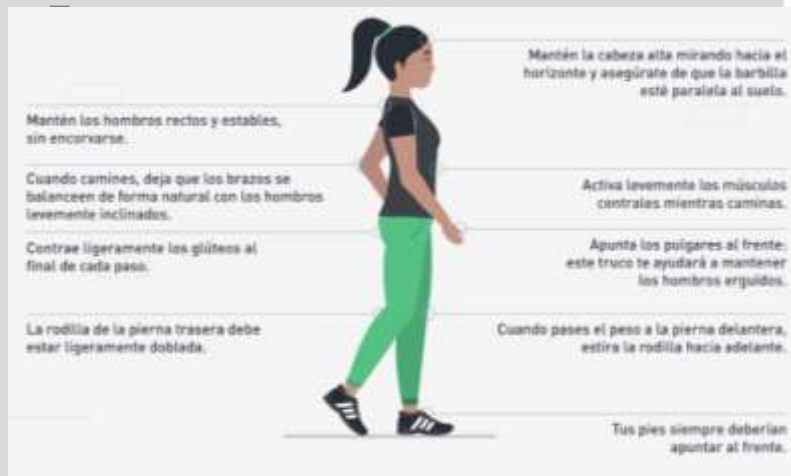 Mantén la cabeza alta mirando hacia el
horizonte y asegúrate de que la barbilla
esté paralela al suelo.
Mantén los hombros rectos y estables,
sin encorvarse.
Cuando camines, deja que los brazos se
balanceen de forma natural con los hombros
levemente inclinados.
Activa levemente los músculos
centrales mientras caminas.
Contrae ligeramente los glúteos al
final de cada paso.
Apunta los pulgares al frente:
este truco te ayudará a mantener
los hombros erguidos.
La rodilla de la pierna trasera debe
estar ligeramente doblada.
Cuando pases el peso a la pierna delantera,
estira la rodilla hacia adelante.
Tus pies siempre deberían
apuntar al frente.